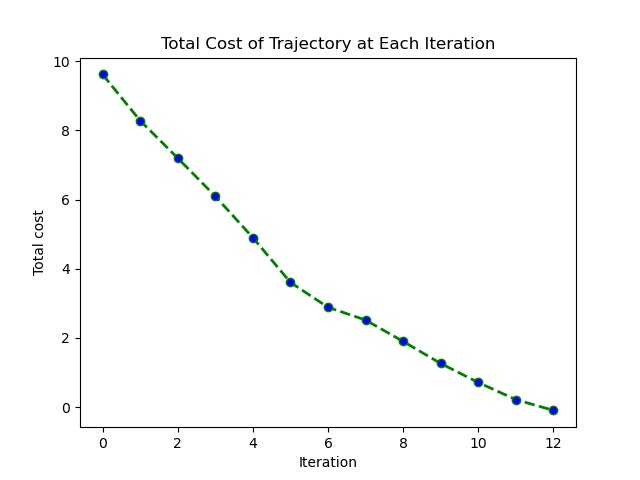 Total Cost of Trajectory at Each Iteration
10
8
6
4
2
0
Total cost
0 2 4 6 8 10 12
Iteration